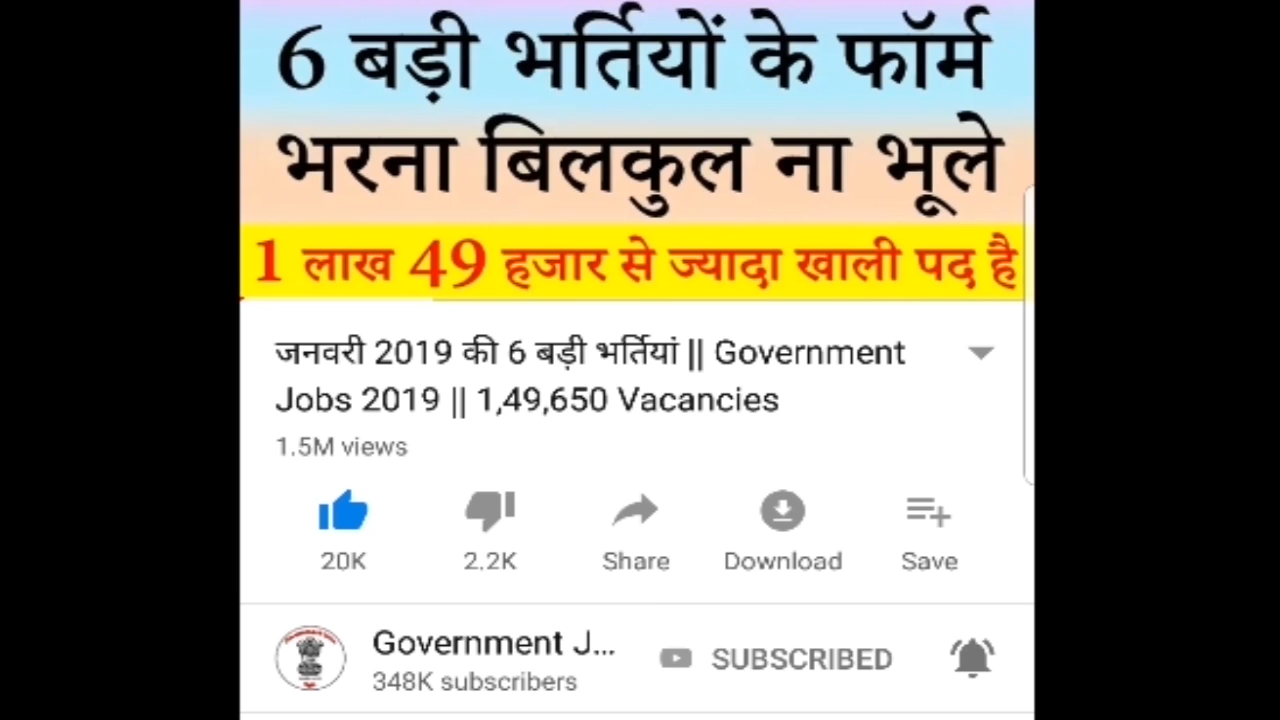 6 बड़ी भर्तियों के फॉर्म
भरना बिलकुल ना भूले
1 लाख 49 हजार से ज्यादा खाली पद है
जनवरी 2019 की 6 बड़ी भर्तियां || Government
Jobs 2019 || 1,49,650 Vacancies
1.5M views
20K
2.2K
Share
Download
Save
Government J...
SUBSCRIBED
348K subscribers